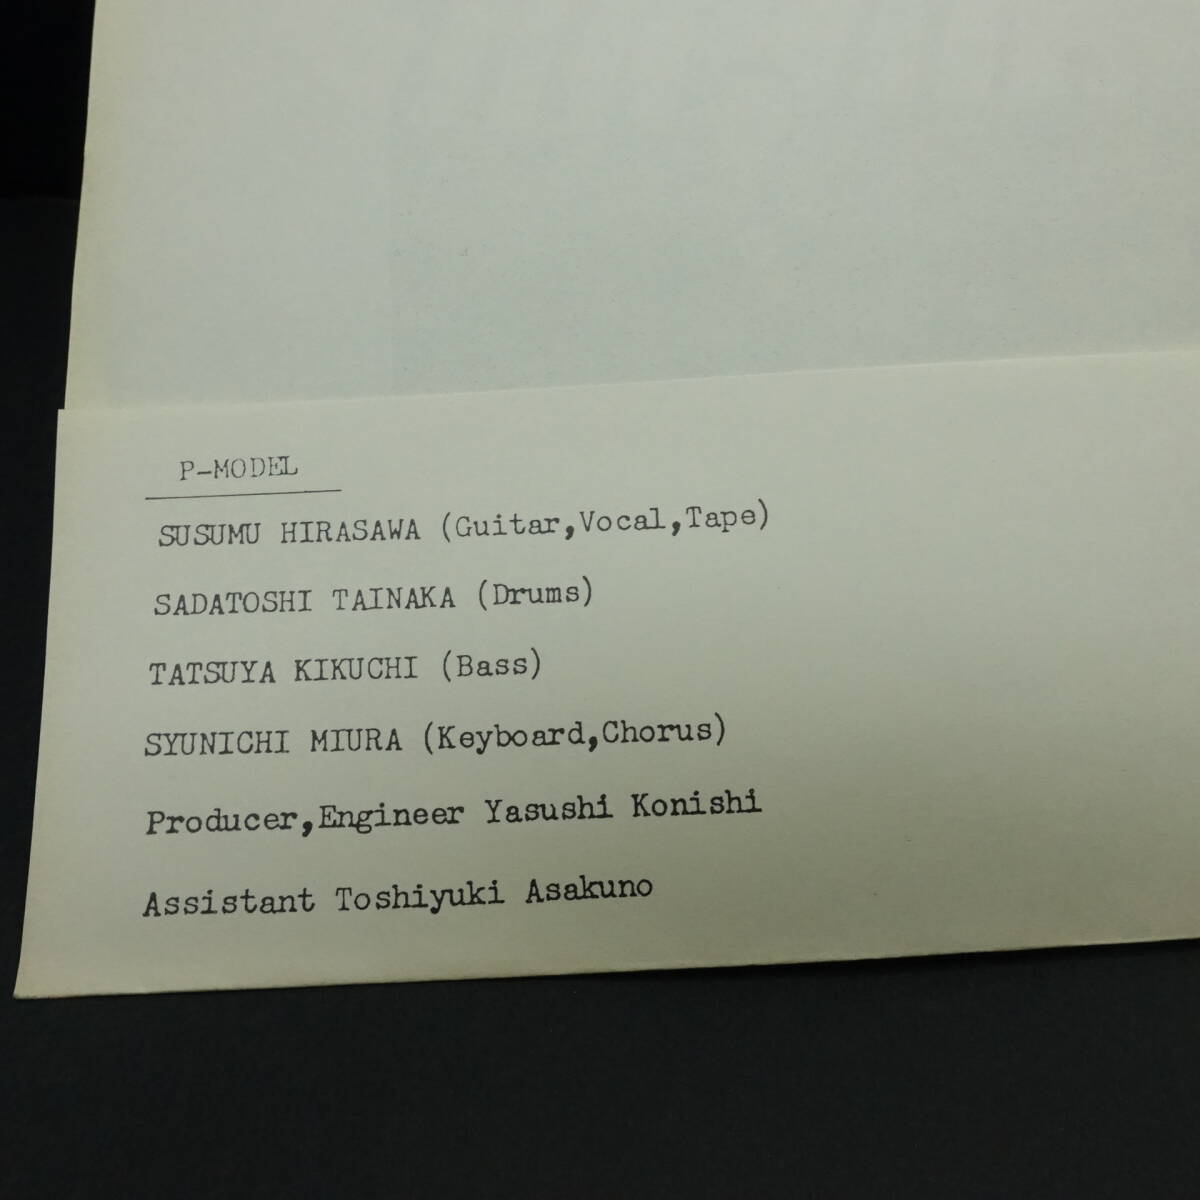 P-MODEL
SUSUMU HIRASAWA (Guitar,Vocal,Tape)
SADATOSHI TAINAKA (Drums)
TATSUYA KIKUCHI (Bass)
SYUNICHI MIURA (Keyboard,Chorus)
Producer,Engineer Yasushi Konishi
Assistant Toshiyuki Asakuno